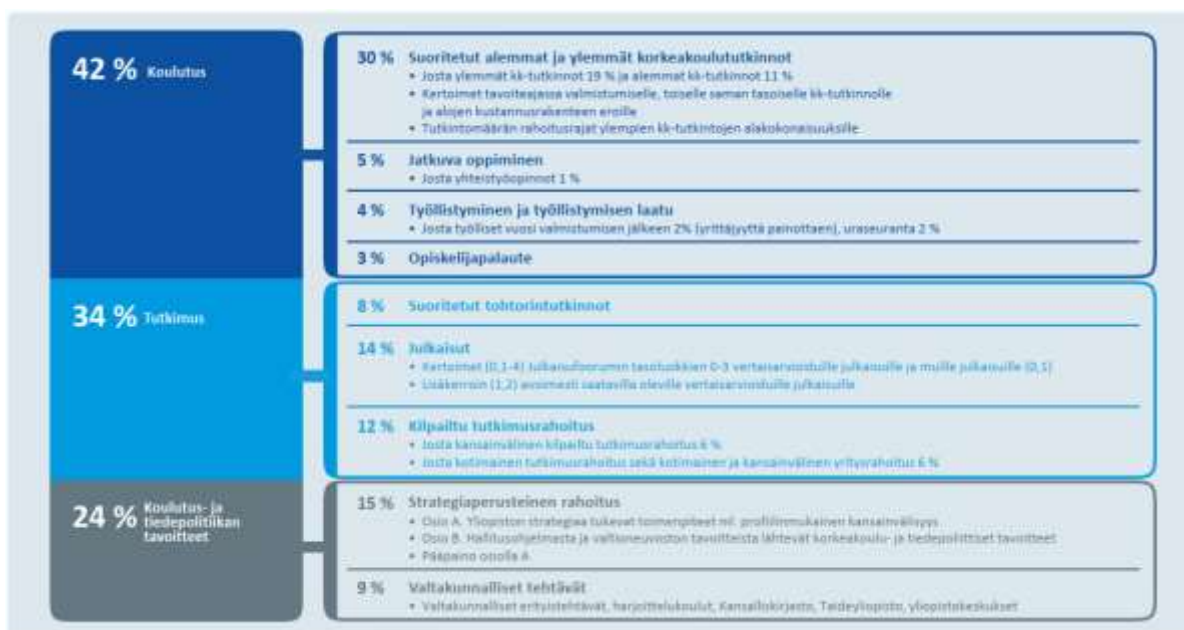 42 % Koulutus
30 % Suoritetut alemmat ja ylemmät korkeakoulututkinnot
• Josta ylemmät kk-tutkinnot 19 % ja alemmat kk-tutkinnot 11 %
• Kertoimet tavoiteajassa valmistumiselle, toiselle saman tasoiselle kk-tutkinnolle
ja alojen kustannusrakenteen eroille
• Tutkintomäärän rahoitusrajat ylempien kk-tutkintojen alakokonaisuuksille
5 % Jatkuva oppiminen
• Josta yhteistyöopinnot 1 %
4 % Työllistyminen ja työllistymisen laatu
• Josta työlliset vuosi valmistumisen jälkeen 2% (yrittäjyyttä painottaen), uraseuranta 2 %
3 % Opiskelijapalaute
34 % Tutkimus
8 % Suoritetut tohtorintutkinnot
14 % Julkaisut
• Kertoimet (0,1-4) julkaisufoorumin tasoluokkien 0-3 vertaisarvioiduille julkaisuille ja muille julkaisuille (0,1)
• Lisäkerroin (1,2) avoimesti saatavilla oleville vertaisarvioiduille julkaisuille
12 % Kilpailtu tutkimusrahoitus
• Josta kansainvälinen kilpailtu tutkimusrahoitus 6 %
• Josta kotimainen tutkimusrahoitus sekä kotimainen ja kansainvälinen yritysrahoitus 6 %
24 % Koulutus- ja
tiedepolitiikan
tavoitteet
15 % Strategiaperusteinen rahoitus
• Osio A. Yliopiston strategiaa tukevat toimenpiteet ml. profiilinmukainen kansainvälisyys
• Osio B. Hallitusohjelmasta ja valtioneuvoston tavoitteista lähtevät korkeakoulu- ja tiedepoliittiset tavoitteet
• Pääpaino osiolla A
9 % Valtakunnalliset tehtävät
• Valtakunnalliset erityistehtävät, harjoittelukoulut, Kansalliskirjasto, Taideyliopisto, yliopistokeskukset